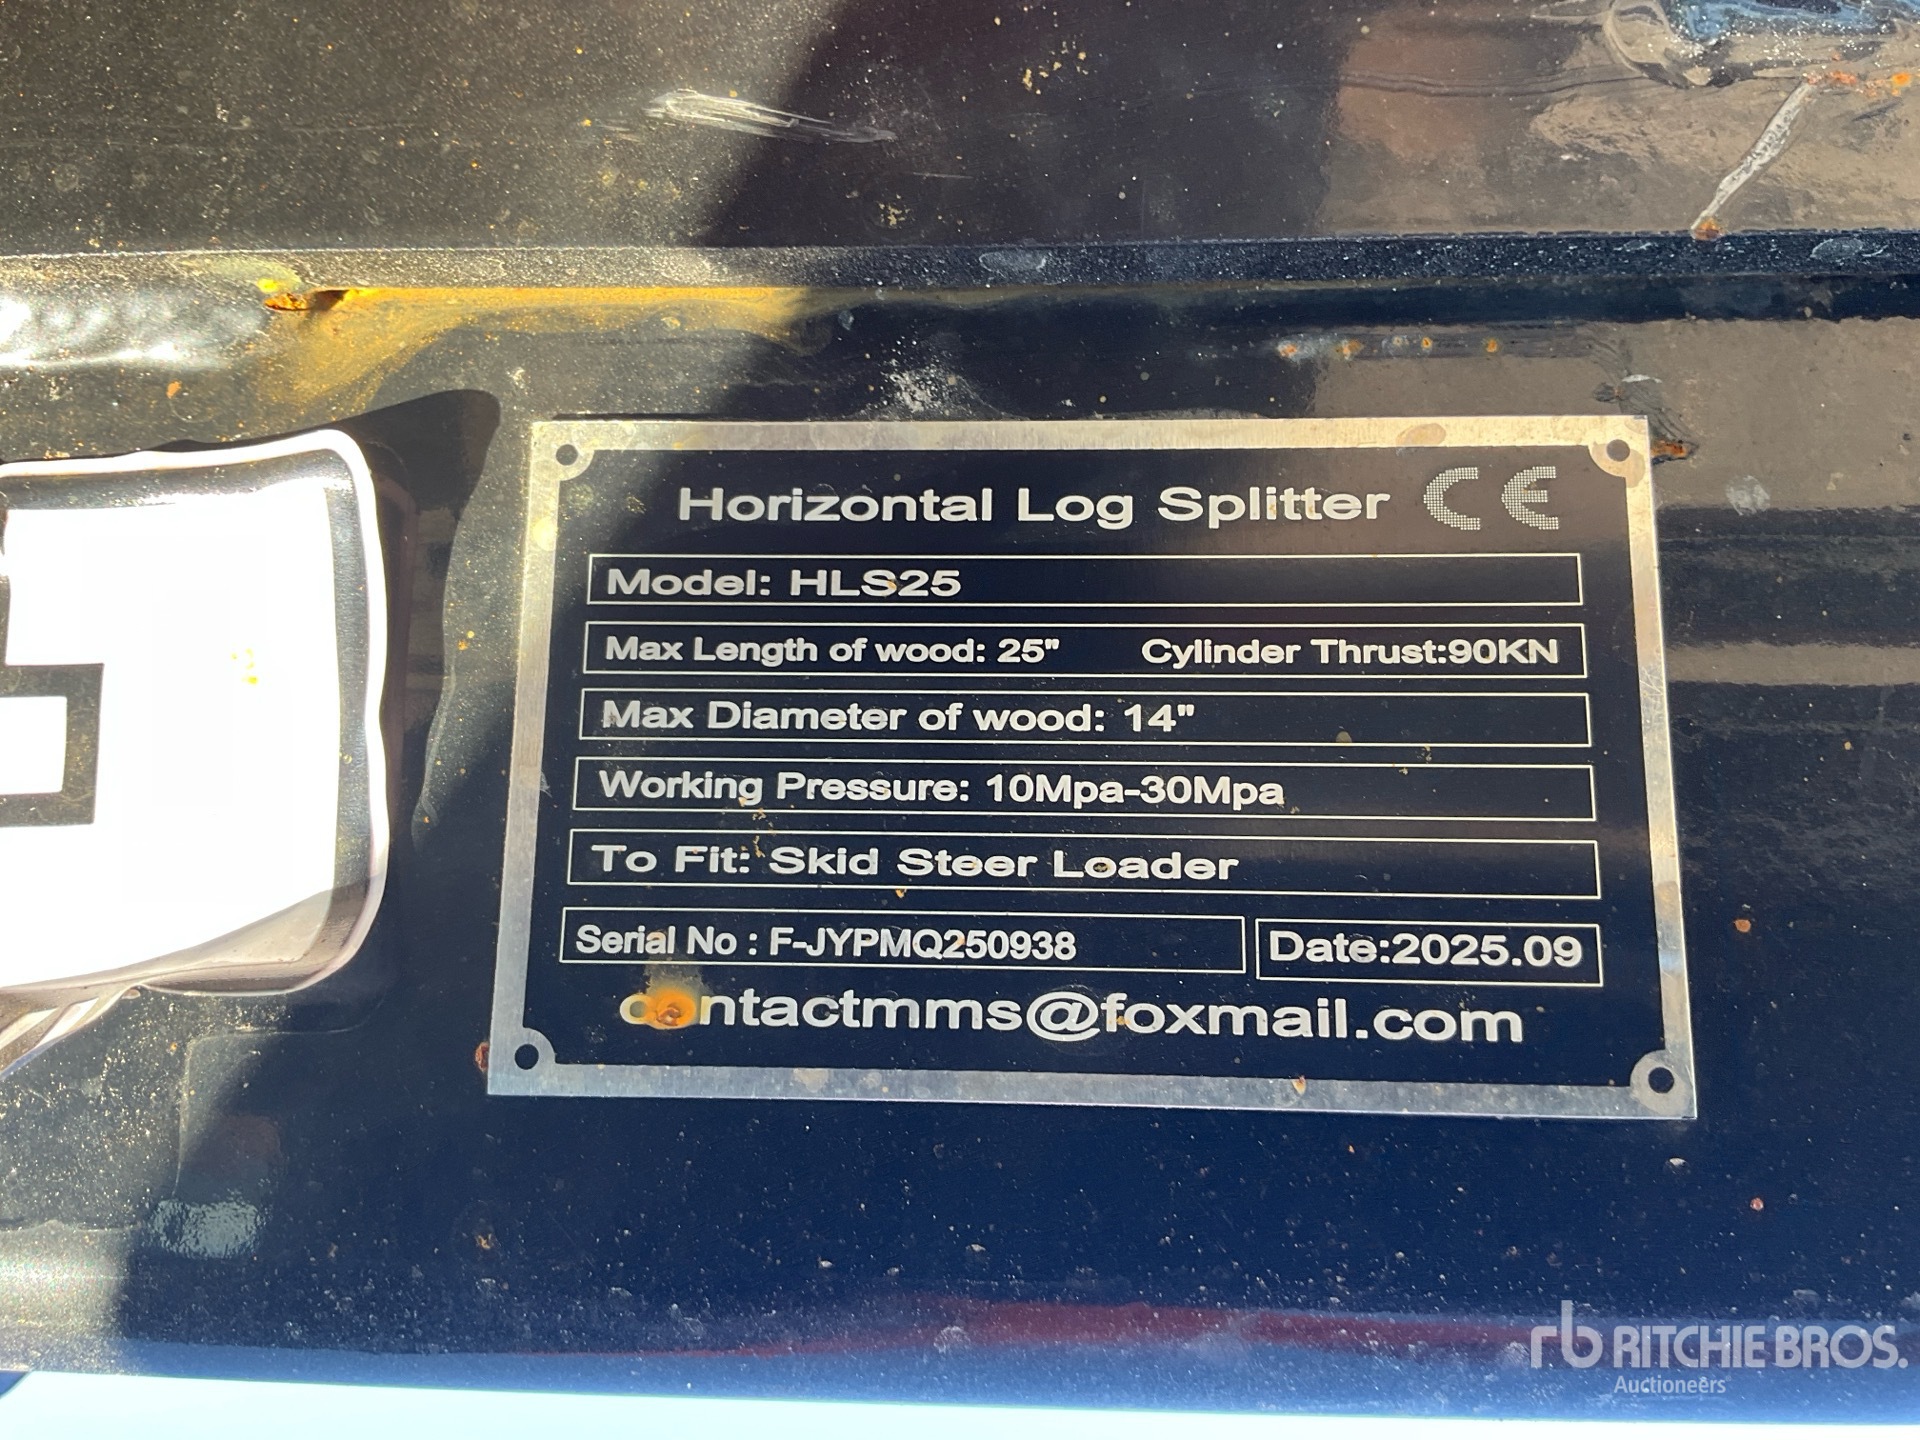 Horizontal Log Splitter CE
Model: HLS25
Max Length of wood: 25" Cylinder Thrust:90KN
Max Diameter of wood: 14"
Working Pressure: 10Mpa-30Mpa
To Fit: Skid Steer Loader
Serial No : F-JYPMQ250938 Date:2025.09
contactmms@foxmail.com
rb RITCHIE BROS.
Auctioneers